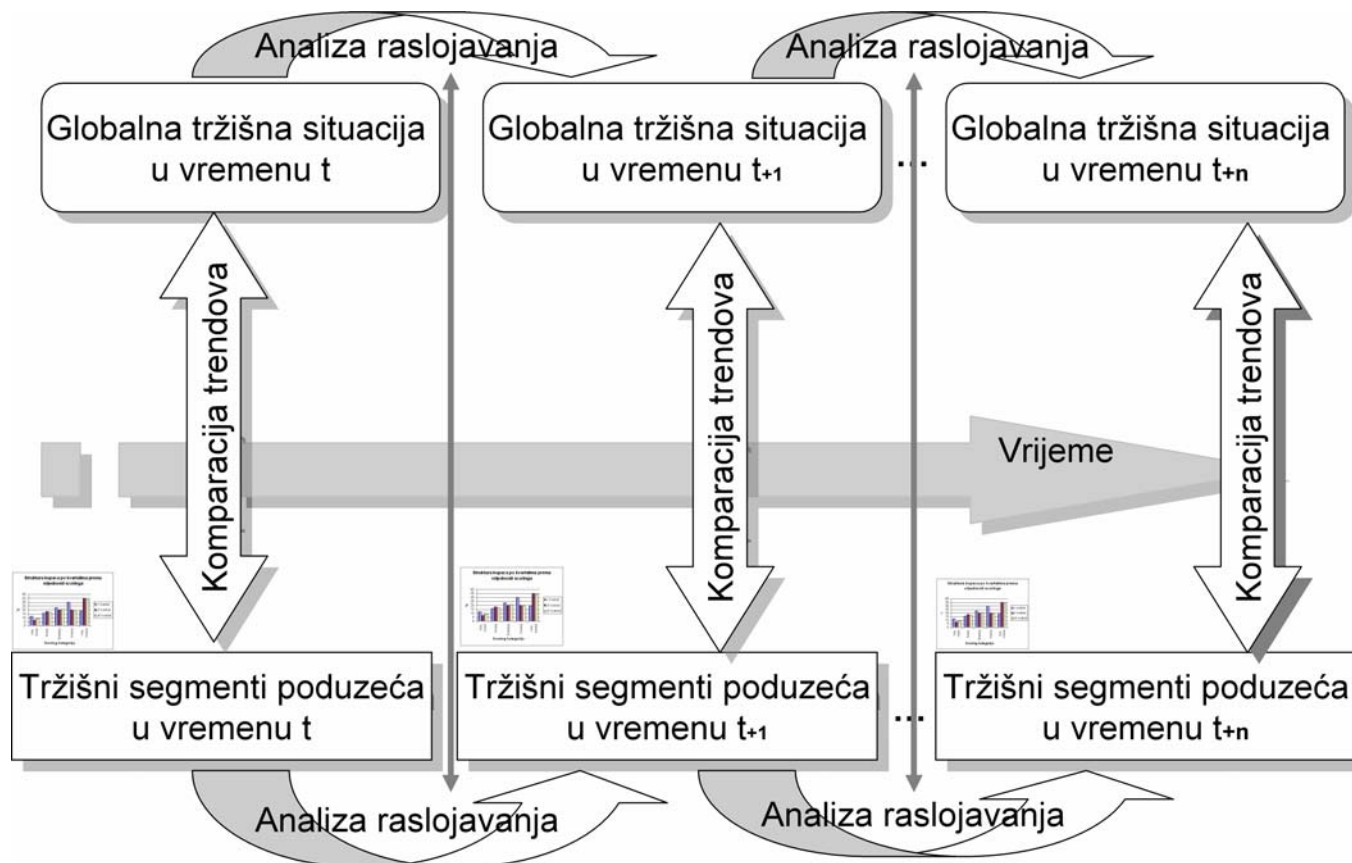 Analiza raslojavanja
Analiza raslojavanja
Globalna tržišna situacija
u vremenu t
Globalna tržišna situacija
u vremenu t+1
...
Globalna tržišna situacija
u vremenu t+n
Komparacija trendova
Komparacija trendova
Komparacija trendova
Vrijeme
Tržišni segmenti poduzeća
u vremenu t
Tržišni segmenti poduzeća
u vremenu t+1
...
Tržišni segmenti poduzeća
u vremenu t+n
Analiza raslojavanja
Analiza raslojavanja